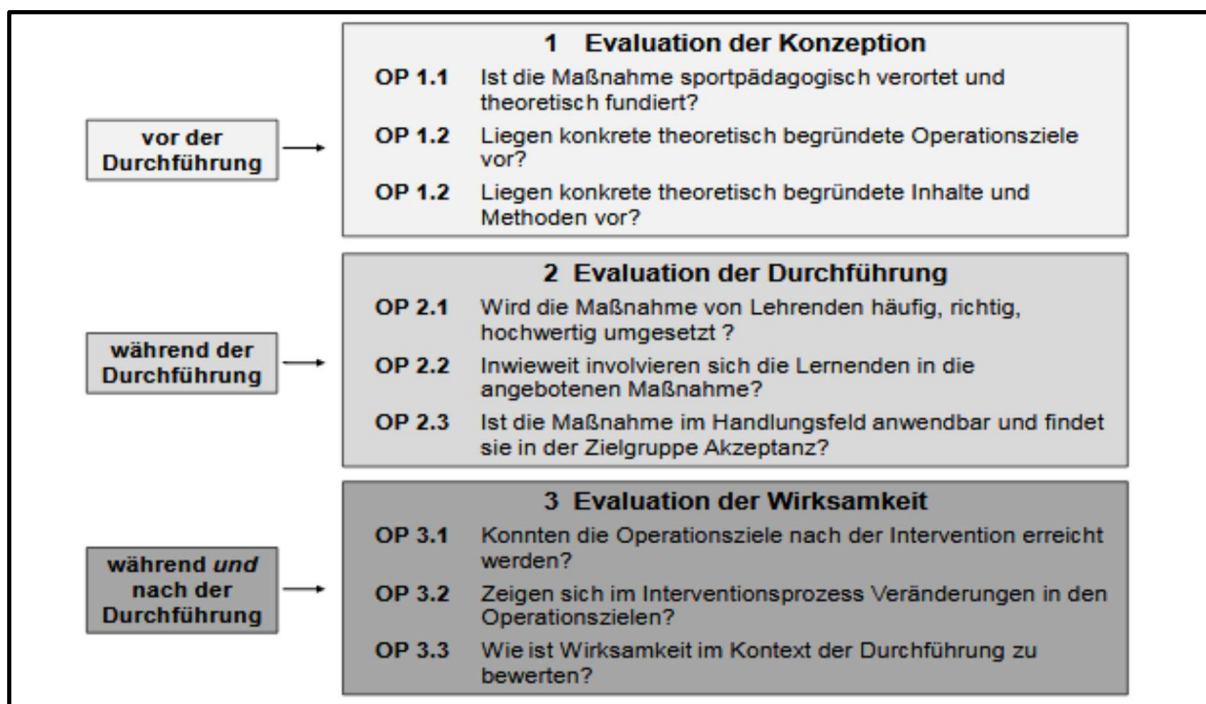 1 Evaluation der Konzeption
OP 1.1 Ist die Maßnahme sportpädagogisch verortet und
theoretisch fundiert?
vor der
Durchführung
OP 1.2 Liegen konkrete theoretisch begründete Operationsziele
vor?
OP 1.2 Liegen konkrete theoretisch begründete Inhalte und
Methoden vor?
2 Evaluation der Durchführung
OP 2.1 Wird die Maßnahme von Lehrenden häufig, richtig,
hochwertig umgesetzt ?
während der
Durchführung
OP 2.2 Inwieweit involvieren sich die Lernenden in die
angebotenen Maßnahme?
OP 2.3 Ist die Maßnahme im Handlungsfeld anwendbar und findet
sie in der Zielgruppe Akzeptanz?
3 Evaluation der Wirksamkeit
OP 3.1 Konnten die Operationsziele nach der Intervention erreicht
werden?
während und
nach der
Durchführung
OP 3.2 Zeigen sich im Interventionsprozess Veränderungen in den
Operationszielen?
OP 3.3 Wie ist Wirksamkeit im Kontext der Durchführung zu
bewerten?